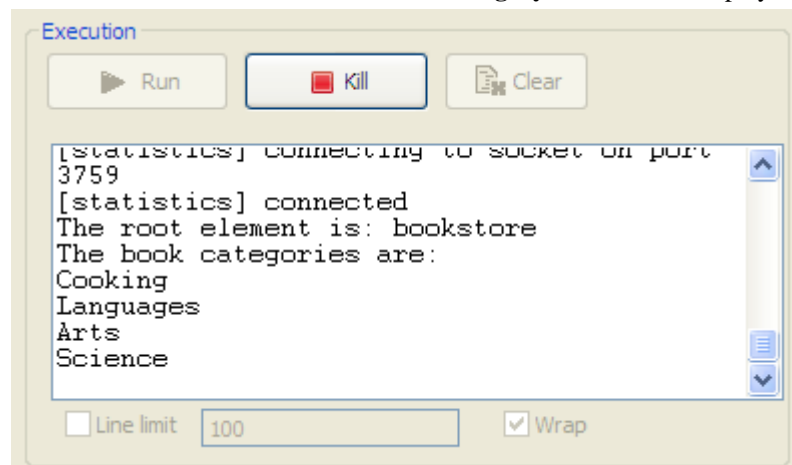 Execution
Run Kill Clear
[statistics] connecting to socket on port
3759
[statistics] connected
The root element is: bookstore
The book categories are:
Cooking
Languages
Arts
Science
Line limit 100 Wrap